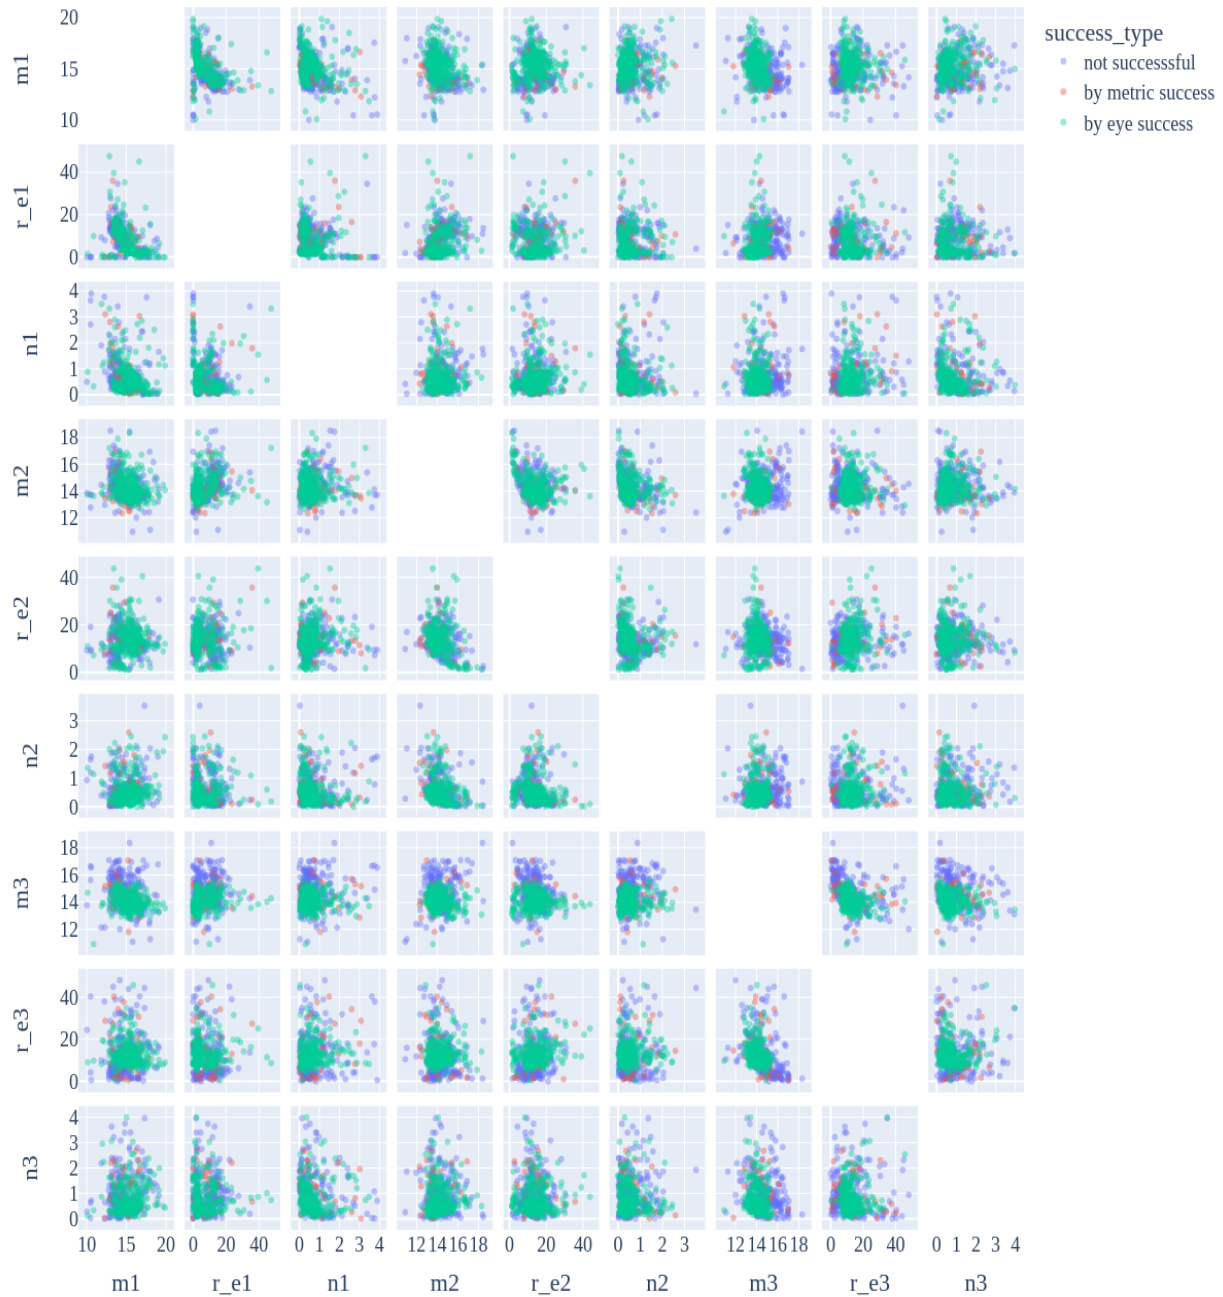 success_type
not successsful
by metric success
by eye success
m1
20
15
10
r_e1
40
20
0
n1
4
3
2
1
0
m2
18
16
14
12
r_e2
40
20
0
n2
3
2
1
0
m3
18
16
14
12
r_e3
40
20
0
n3
4
3
2
1
0
10 15 20 0 20 40 0 1 2 3 4 12 14 16 18 0 20 40 0 1 2 3 12 14 16 18 0 20 40 0 1 2 3 4
m1 r_e1 n1 m2 r_e2 n2 m3 r_e3 n3